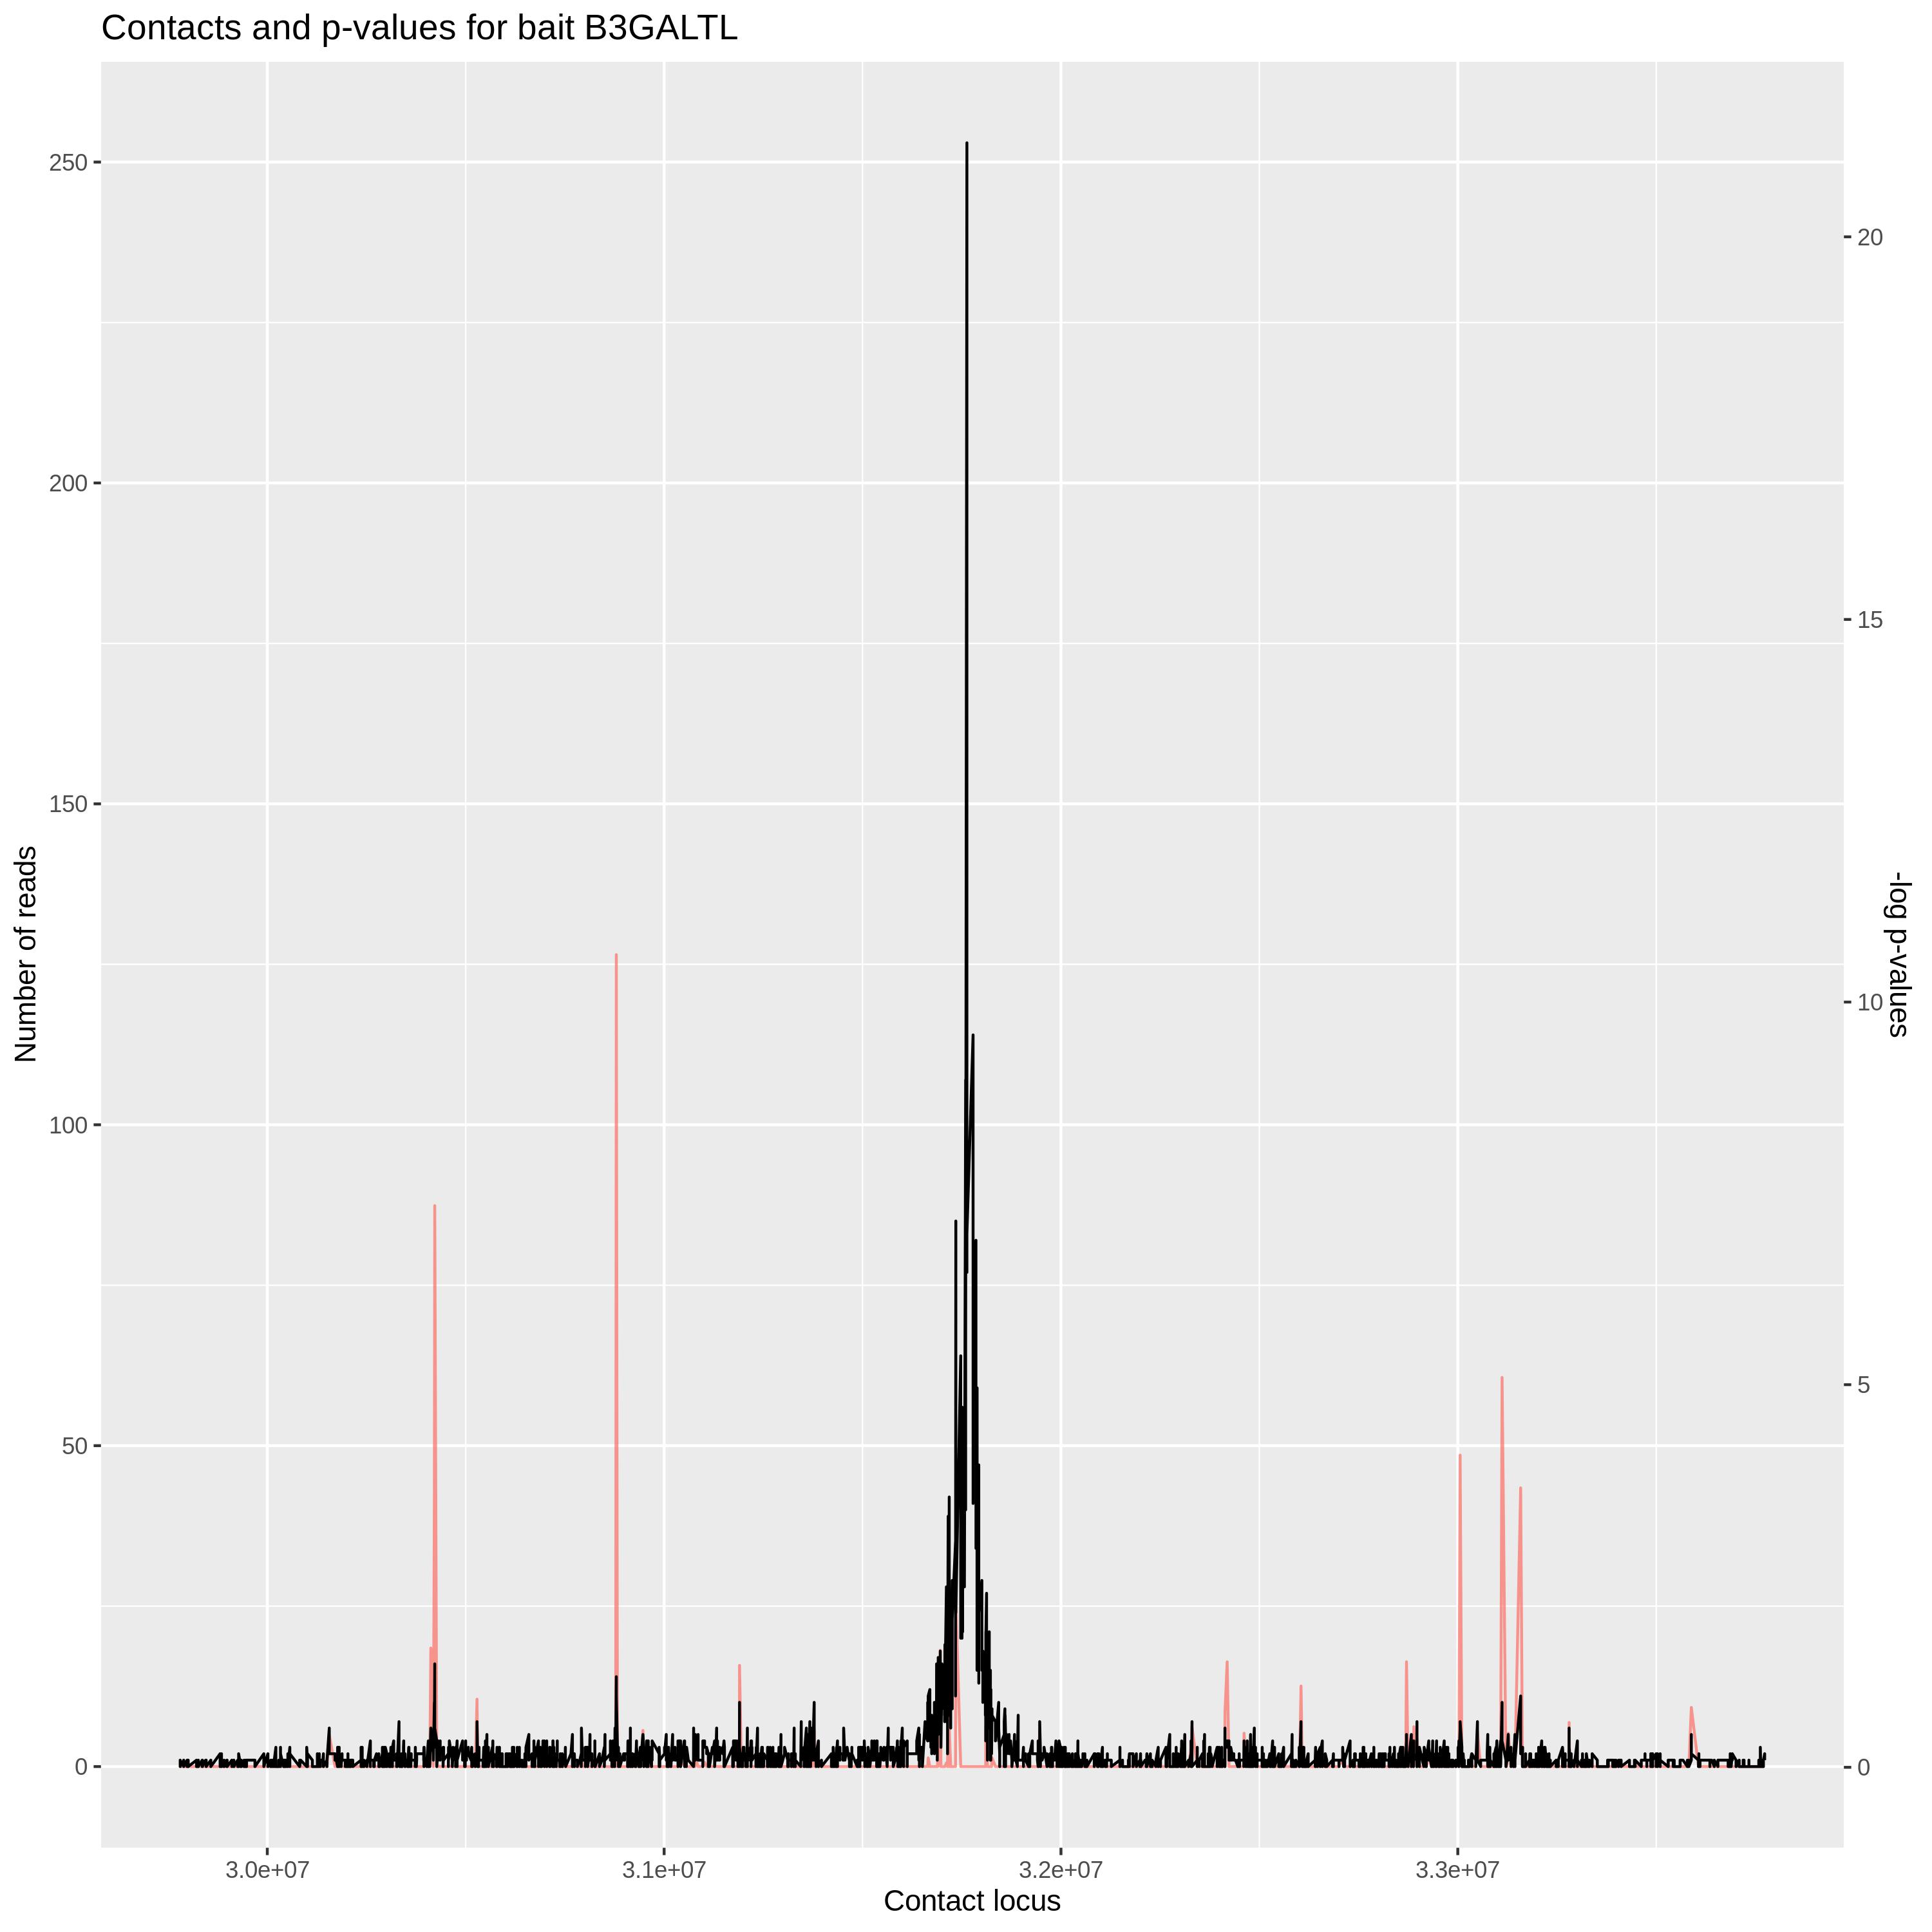 Contacts and p-values for bait B3GALTL
Number of reads
250
200
150
100
50
0
20
15
10
5
0
-log p-values
3.0e+07
3.1e+07
3.2e+07
3.3e+07
Contact locus